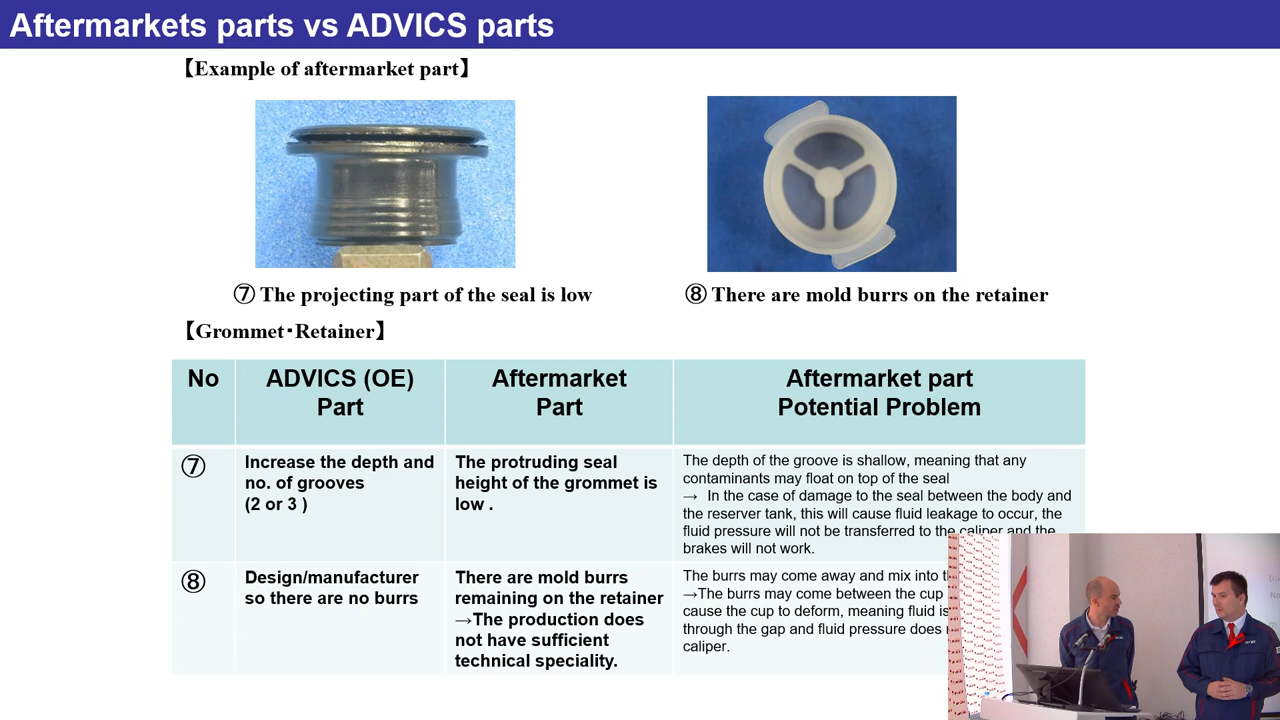 Aftermarkets parts vs ADVICS parts
【Example of aftermarket part】
⑦ The projecting part of the seal is low
⑧ There are mold burrs on the retainer
【Grommet・Retainer】
No
ADVICS (OE)
Part
Aftermarket
Part
Aftermarket part
Potential Problem
⑦
Increase the depth and
no. of grooves
(2 or 3 )
The protruding seal
height of the grommet is
low .
The depth of the groove is shallow, meaning that any
contaminants may float on top of the seal
→ In the case of damage to the seal between the body and
the reserver tank, this will cause fluid leakage to occur, the
fluid pressure will not be transferred to the caliper and the
brakes will not work.
⑧
Design/manufacturer
so there are no burrs
There are mold burrs
remaining on the retainer
→The production does
not have sufficient
technical speciality.
The burrs may come away and mix into
→The burrs may come between the cup
cause the cup to deform, meaning fluid is
through the gap and fluid pressure does
caliper.